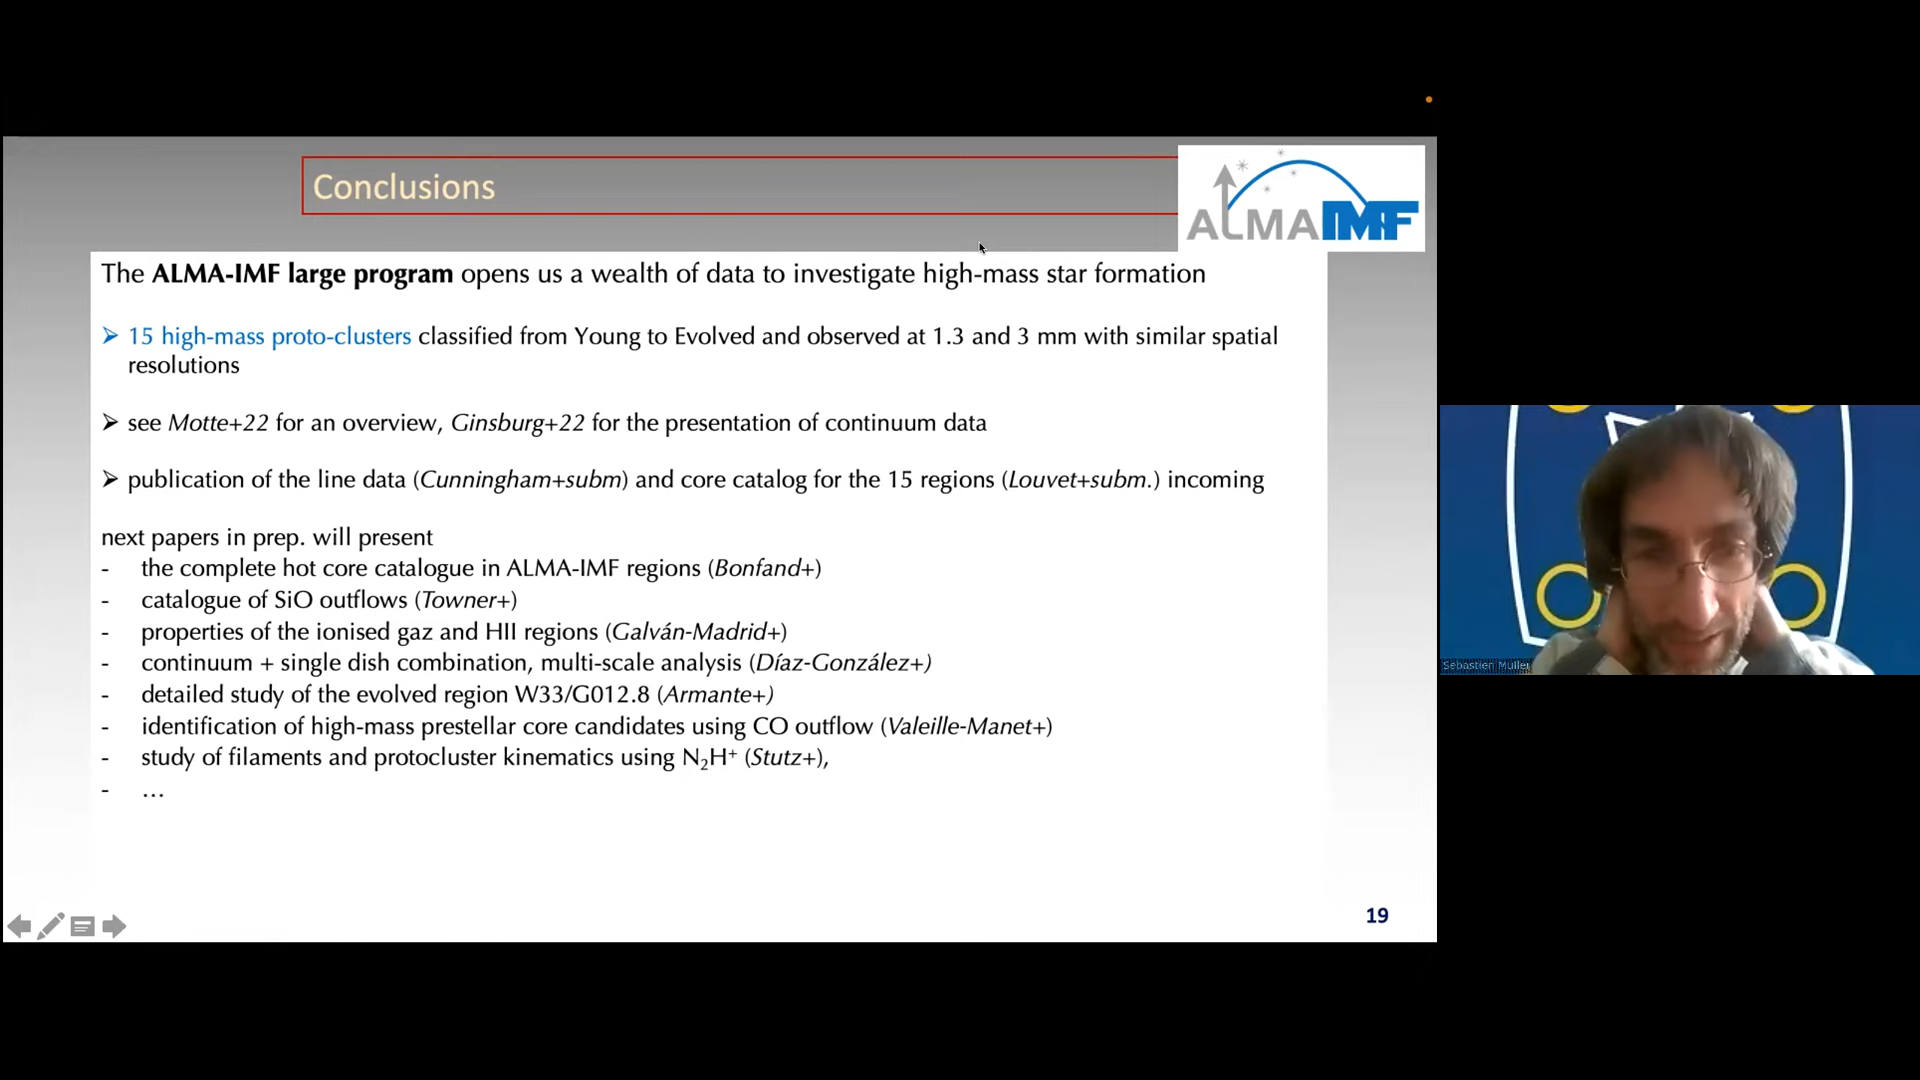 Conclusions
ALMAIMF
The ALMA-IMF large program opens us a wealth of data to investigate high-mass star formation
➤ 15 high-mass proto-clusters classified from Young to Evolved and observed at 1.3 and 3 mm with similar spatial
resolutions
➤ see Motte+22 for an overview, Ginsburg+22 for the presentation of continuum data
➤ publication of the line data (Cunningham+subm) and core catalog for the 15 regions (Louvet+subm.) incoming
next papers in prep. will present
- the complete hot core catalogue in ALMA-IMF regions (Bonfand+)
- catalogue of SiO outflows (Towner+)
- properties of the ionised gaz and HII regions (Galván-Madrid+)
- continuum + single dish combination, multi-scale analysis (Díaz-González+)
- detailed study of the evolved region W33/G012.8 (Armante+)
- identification of high-mass prestellar core candidates using CO outflow (Valeille-Manet+)
- study of filaments and protocluster kinematics using N₂H⁺ (Stutz+),
- …
19
Sebastien Muller